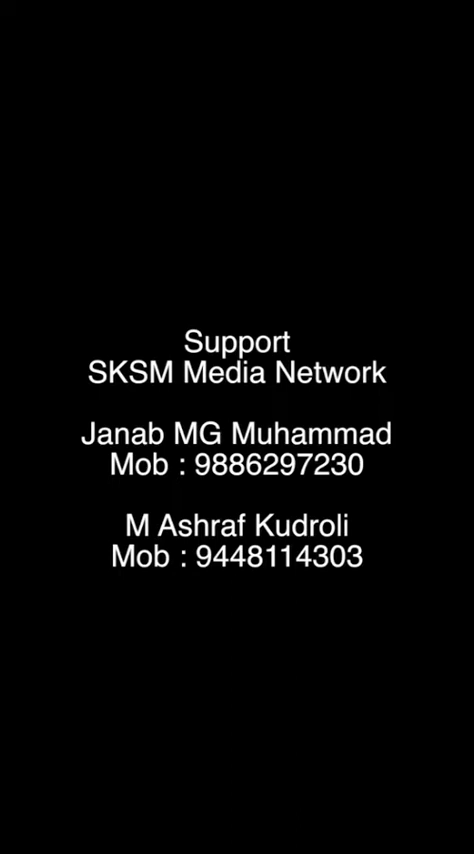 Support
SKSM Media Network
Janab MG Muhammad
Mob : 9886297230
M Ashraf Kudroli
Mob : 9448114303